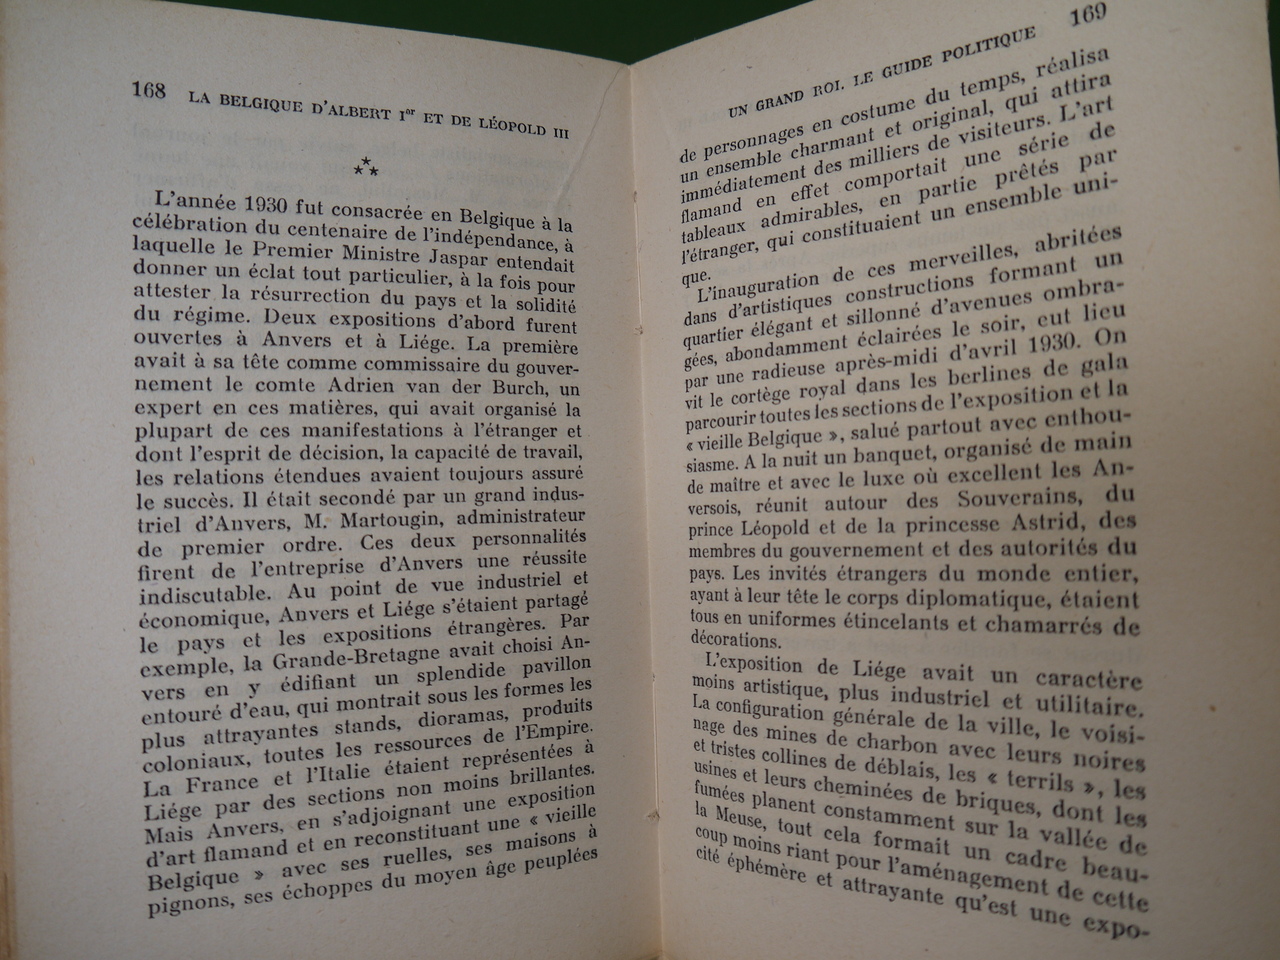 168 LA BELGIQUE D'ALBERT Ier ET DE LÉOPOLD III
***
L'année 1930 fut consacrée en Belgique à la
célébration du centenaire de l'indépendance, à
laquelle le Premier Ministre Jaspar entendait
donner un éclat tout particulier, à la fois pour
attester la résurrection du pays et la solidité
du régime. Deux expositions d'abord furent
ouvertes à Anvers et à Liége. La première
avait à sa tête comme commissaire du gouver-
nement le comte Adrien van der Burch, un
expert en ces matières, qui avait organisé la
plupart de ces manifestations à l'étranger et
dont l'esprit de décision, la capacité de travail,
les relations étendues avaient toujours assuré
le succès. Il était secondé par un grand indus-
triel d'Anvers, M. Martougin, administrateur
de premier ordre. Ces deux personnalités
firent de l'entreprise d'Anvers une réussite
indiscutable. Au point de vue industriel et
économique, Anvers et Liége s'étaient partagé
le pays et les expositions étrangères. Par
exemple, la Grande-Bretagne avait choisi An-
vers en y édifiant un splendide pavillon
entouré d'eau, qui montrait sous les formes les
plus attrayantes stands, dioramas, produits
coloniaux, toutes les ressources de l'Empire.
La France et l'Italie étaient représentées à
Liége par des sections non moins brillantes.
Mais Anvers, en s'adjoignant une exposition
d'art flamand et en reconstituant une « vieille
Belgique » avec ses ruelles, ses maisons à
pignons, ses échoppes du moyen âge peuplées
UN GRAND ROI. LE GUIDE POLITIQUE 169
de personnages en costume du temps, réalisa
un ensemble charmant et original, qui attira
immédiatement des milliers de visiteurs. L'art
flamand en effet comportait une série de
tableaux admirables, en partie prêtés par
l'étranger, qui constituaient un ensemble uni-
que.
L'inauguration de ces merveilles, abritées
dans d'artistiques constructions formant un
quartier élégant et sillonné d'avenues ombra-
gées, abondamment éclairées le soir, eut lieu
par une radieuse après-midi d'avril 1930. On
vit le cortège royal dans les berlines de gala
parcourir toutes les sections de l'exposition et la
« vieille Belgique », salué partout avec enthou-
siasme. A la nuit un banquet, organisé de main
de maître et avec le luxe où excellent les An-
versois, réunit autour des Souverains, du
prince Léopold et de la princesse Astrid, des
membres du gouvernement et des autorités du
pays. Les invités étrangers du monde entier,
ayant à leur tête le corps diplomatique, étaient
tous en uniformes étincelants et chamarrés de
décorations.
L'exposition de Liége avait un caractère
moins artistique, plus industriel et utilitaire.
La configuration générale de la ville, le voisi-
nage des mines de charbon avec leurs noires
et tristes collines de déblais, les « terrils », les
usines et leurs cheminées de briques, dont les
fumées planent constamment sur la vallée de
la Meuse, tout cela formait un cadre beau-
coup moins riant pour l'aménagement de cette
cité éphémère et attrayante qu'est une expo-